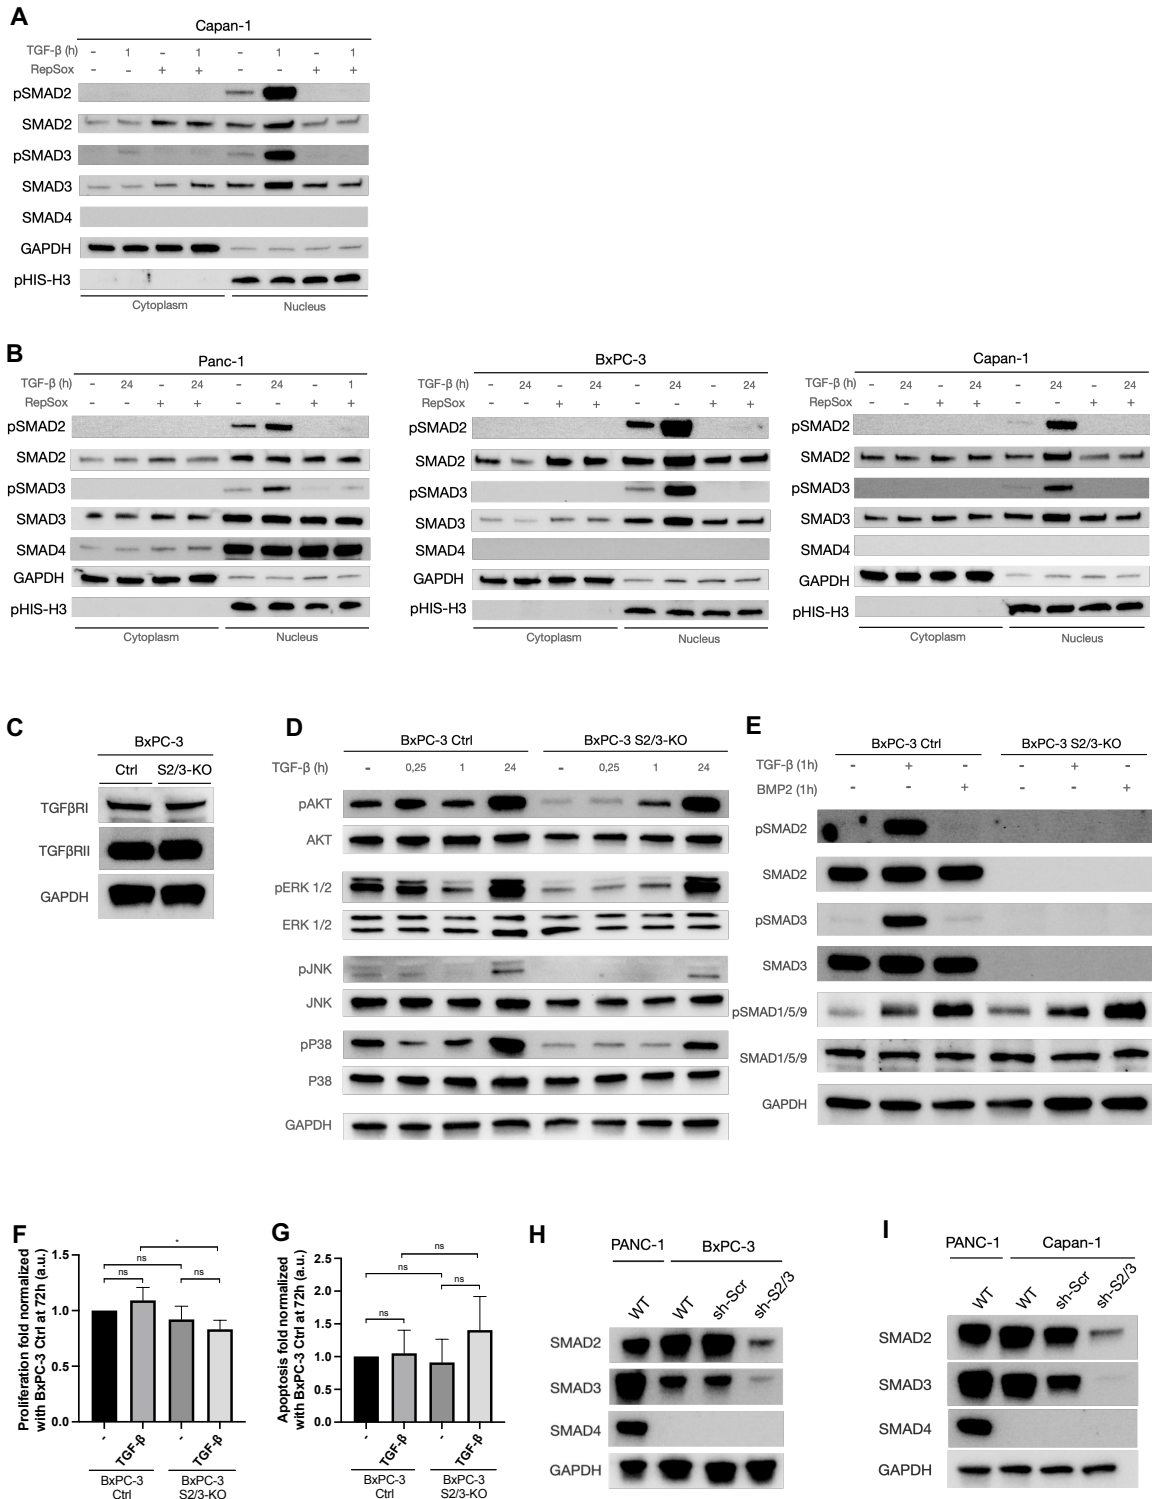 A
Capan-1
TGF-β (h) - 1 - 1 - 1 - 1
RepSox - - + + - - + +
pSMAD2
SMAD2
pSMAD3
SMAD3
SMAD4
GAPDH
pHIS-H3
Cytoplasm Nucleus
B
Panc-1
TGF-β (h) - 24 - 24 - 24 - 1
RepSox - - + + - - + +
pSMAD2
SMAD2
pSMAD3
SMAD3
SMAD4
GAPDH
pHIS-H3
Cytoplasm Nucleus
BxPC-3
TGF-β (h) - 24 - 24 - 24 - 24
RepSox - - + + - - + +
pSMAD2
SMAD2
pSMAD3
SMAD3
SMAD4
GAPDH
pHIS-H3
Cytoplasm Nucleus
Capan-1
TGF-β (h) - 24 - 24 - 24 - 24
RepSox - - + + - - + +
pSMAD2
SMAD2
pSMAD3
SMAD3
SMAD4
GAPDH
pHIS-H3
Cytoplasm Nucleus
C
BxPC-3
Ctrl S2/3-KO
TGFβRI
TGFβRII
GAPDH
D
BxPC-3 Ctrl BxPC-3 S2/3-KO
TGF-β (h) - 0,25 1 24 - 0,25 1 24
pAKT
AKT
pERK 1/2
ERK 1/2
pJNK
JNK
pP38
P38
GAPDH
E
BxPC-3 Ctrl BxPC-3 S2/3-KO
TGF-β (1h) - + - - + -
BMP2 (1h) - - + - - +
pSMAD2
SMAD2
pSMAD3
SMAD3
pSMAD1/5/9
SMAD1/5/9
GAPDH
F
Proliferation fold normalized
with BxPC-3 Ctrl at 72h (a.u.)
1.5
1.0
0.5
0.0
*
ns
ns ns
- TGF-β - TGF-β
BxPC-3 BxPC-3
Ctrl S2/3-KO
G
Apoptosis fold normalized
with BxPC-3 Ctrl at 72h (a.u.)
2.5
2.0
1.5
1.0
0.5
0.0
ns
ns
ns
ns
- TGF-β - TGF-β
BxPC-3 BxPC-3
Ctrl S2/3-KO
H
PANC-1 BxPC-3
WT WT sh-Scr sh-S2/3
SMAD2
SMAD3
SMAD4
GAPDH
I
PANC-1 Capan-1
WT WT sh-Scr sh-S2/3
SMAD2
SMAD3
SMAD4
GAPDH